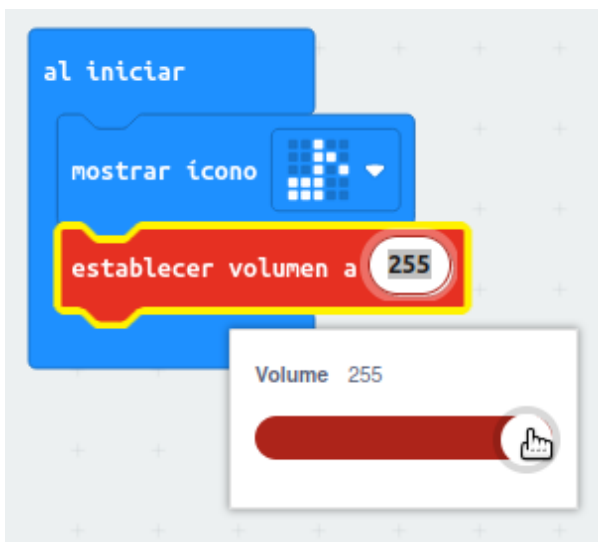 al iniciar
mostrar ícono
establecer volumen a 255
Volume 255